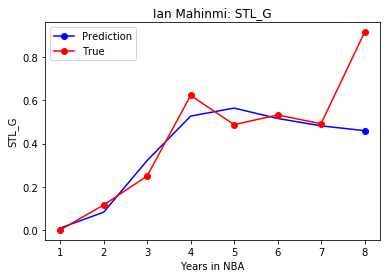 Ian Mahinmi: STL_G
Prediction
True
STL_G
0.8
0.6
0.4
0.2
0.0
1 2 3 4 5 6 7 8
Years in NBA